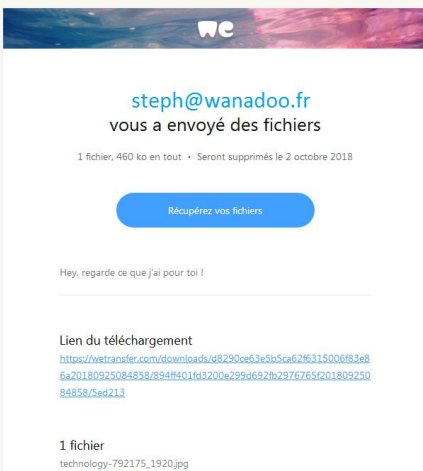 we
steph@wanadoo.fr
vous a envoyé des fichiers
1 fichier, 460 ko en tout • Seront supprimés le 2 octobre 2018
Récupérez vos fichiers
Hey, regarde ce que j'ai pour toi !
Lien du téléchargement
https://wetransfer.com/downloads/d8290ce63e5b5ca62f6315006f83e8
6a20180925084858/894ff401fd3200e299d692fb2976765f201809250
84858/5ed213
1 fichier
technology-792175_1920.jpg